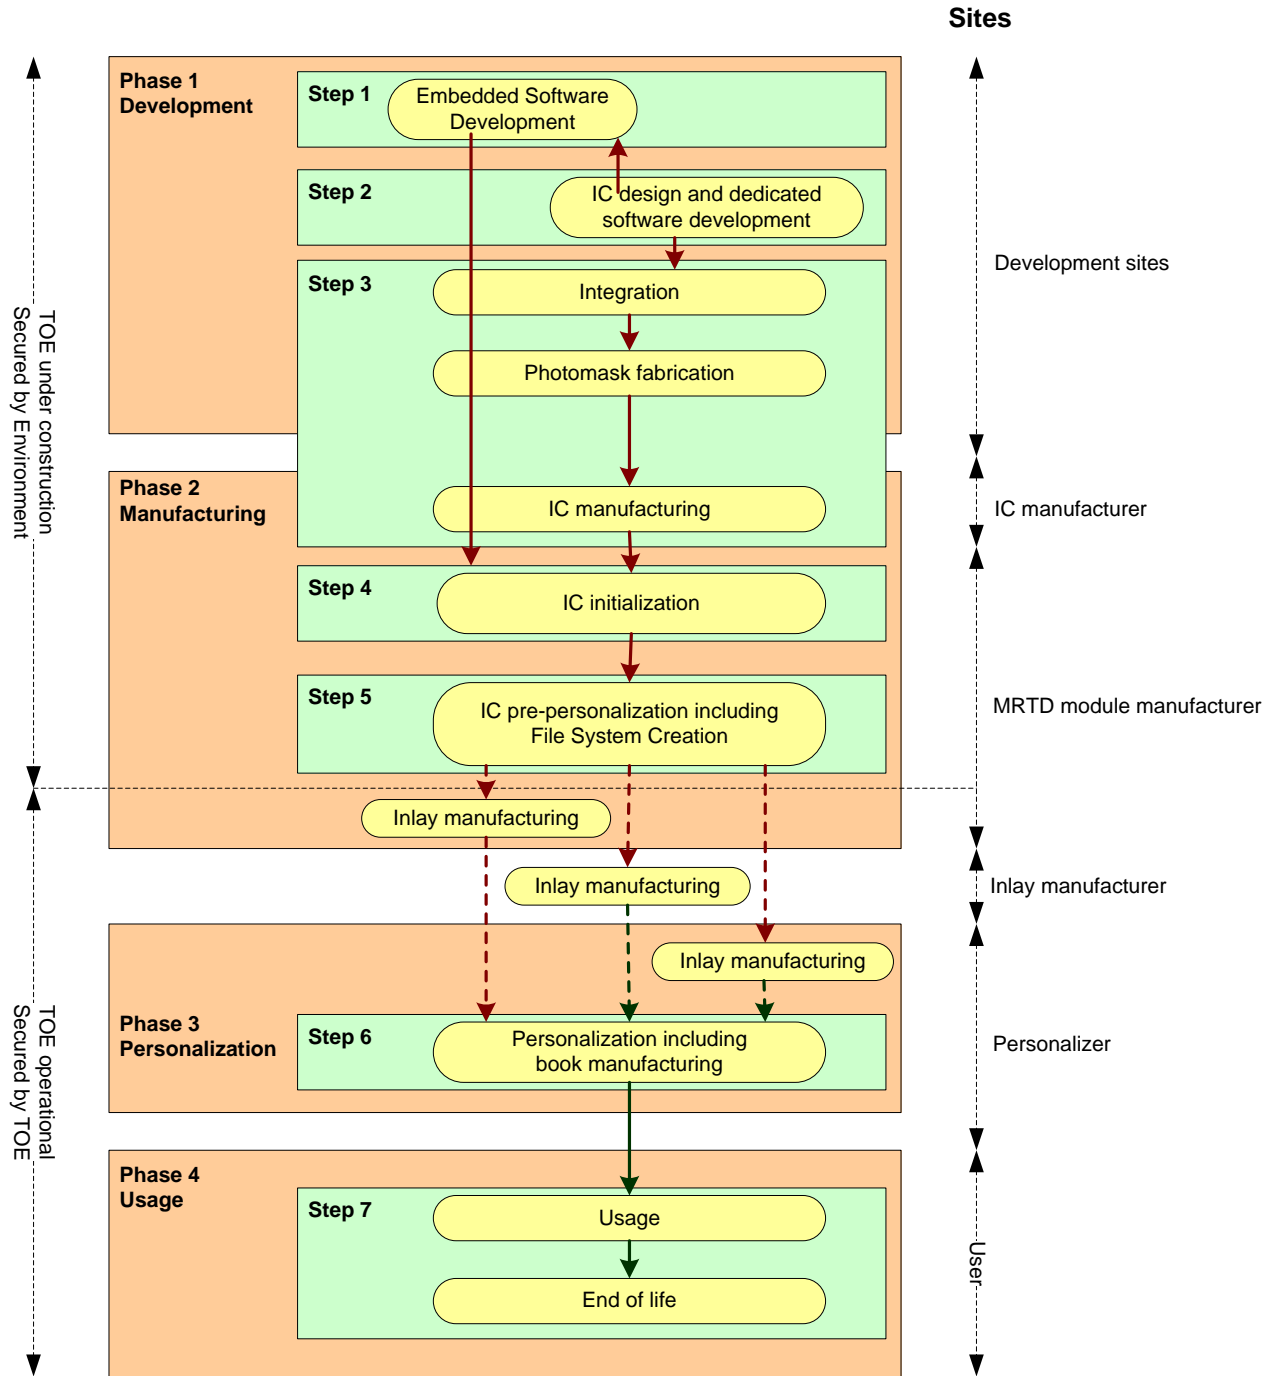 Sites
Phase 1
Development
Step 1
Embedded Software
Development
Step 2
IC design and dedicated
software development
Step 3
Integration
Development sites
Photomask fabrication
TOE under construction
Secured by Environment
Phase 2
Manufacturing
IC manufacturing
IC manufacturer
Step 4
IC initialization
Step 5
IC pre-personalization including
File System Creation
MRTD module manufacturer
Inlay manufacturing
Inlay manufacturing
Inlay manufacturer
Inlay manufacturing
Phase 3
Personalization
Step 6
Personalization including
book manufacturing
Personalizer
TOE operational
Secured by TOE
Phase 4
Usage
Step 7
Usage
User
End of life